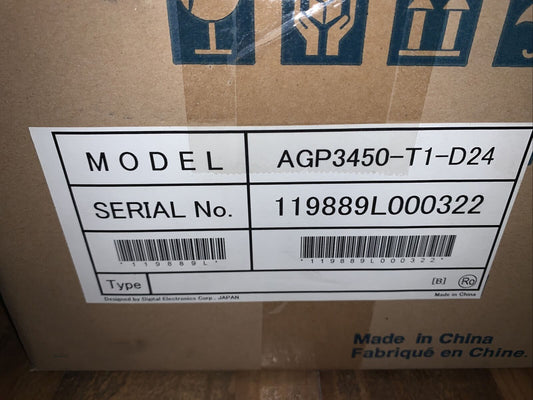 MODEL AGP3450-T1-D24
SERIAL No. 119889L000322
*119889L* *119889L000322*
Type [B] Ro
Designed by Digital Electronics Corp., JAPAN Made in China
Made in China
Fabriqué en Chine.